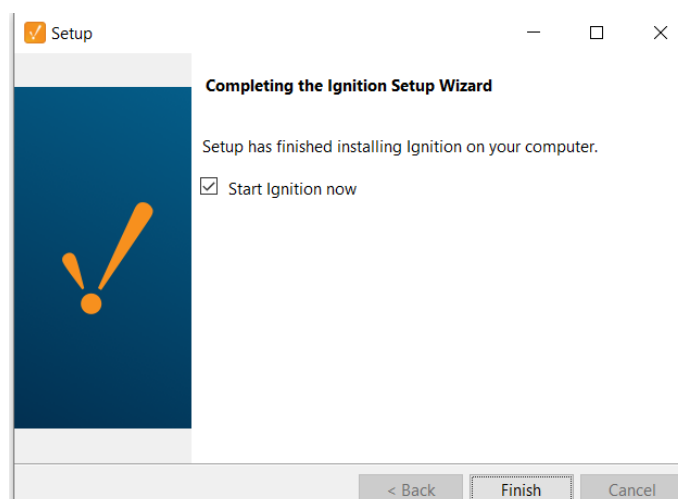 Setup
Completing the Ignition Setup Wizard
Setup has finished installing Ignition on your computer.
Start Ignition now
< Back Finish Cancel